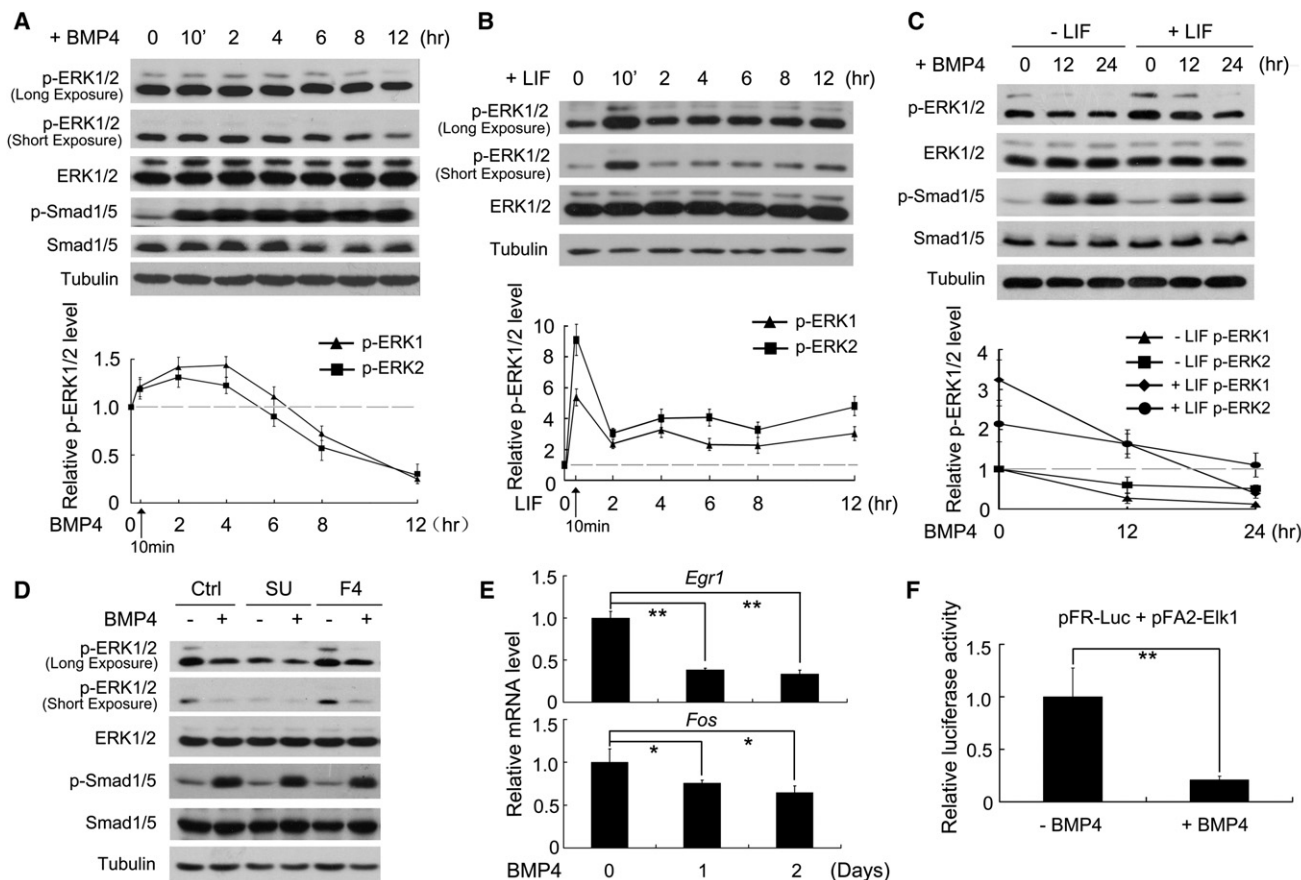 A
+ BMP4 0 10' 2 4 6 8 12 (hr)
p-ERK1/2
(Long Exposure)
p-ERK1/2
(Short Exposure)
ERK1/2
p-Smad1/5
Smad1/5
Tubulin
Relative p-ERK1/2 level
1.5
1.0
0.5
0
p-ERK1
p-ERK2
BMP4 0 2 4 6 8 12 (hr)
10min
B
+ LIF 0 10' 2 4 6 8 12 (hr)
p-ERK1/2
(Long Exposure)
p-ERK1/2
(Short Exposure)
ERK1/2
Tubulin
Relative p-ERK1/2 level
10
8
6
4
2
0
p-ERK1
p-ERK2
LIF 0 2 4 6 8 12 (hr)
10min
C
- LIF + LIF
+ BMP4 0 12 24 0 12 24 (hr)
p-ERK1/2
ERK1/2
p-Smad1/5
Smad1/5
Tubulin
Relative p-ERK1/2 level
4
3
2
1
0
- LIF p-ERK1
- LIF p-ERK2
+ LIF p-ERK1
+ LIF p-ERK2
BMP4 0 12 24 (hr)
D
Ctrl SU F4
BMP4 - + - + - +
p-ERK1/2
(Long Exposure)
p-ERK1/2
(Short Exposure)
ERK1/2
p-Smad1/5
Smad1/5
Tubulin
E
Relative mRNA level
Egr1
1.5
1.0
0.5
0
** **
Fos
1.5
1.0
0.5
0
* *
BMP4 0 1 2 (Days)
F
pFR-Luc + pFA2-Elk1
Relative luciferase activity
1.5
1.0
0.5
0
**
- BMP4 + BMP4